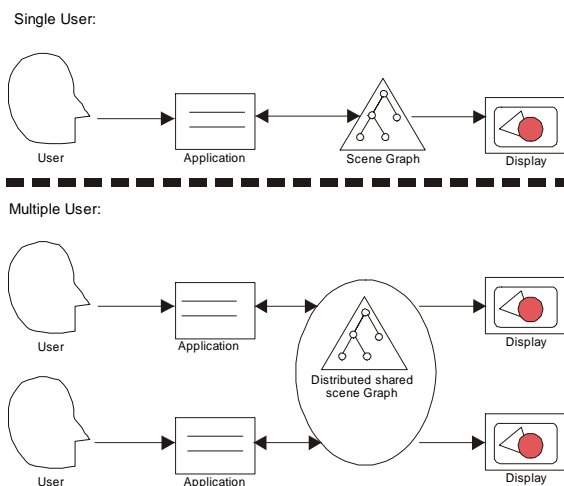 Single User:
User
Application
Scene Graph
Display
Multiple User:
User
Application
Display
Distributed shared
scene Graph
User
Application
Display